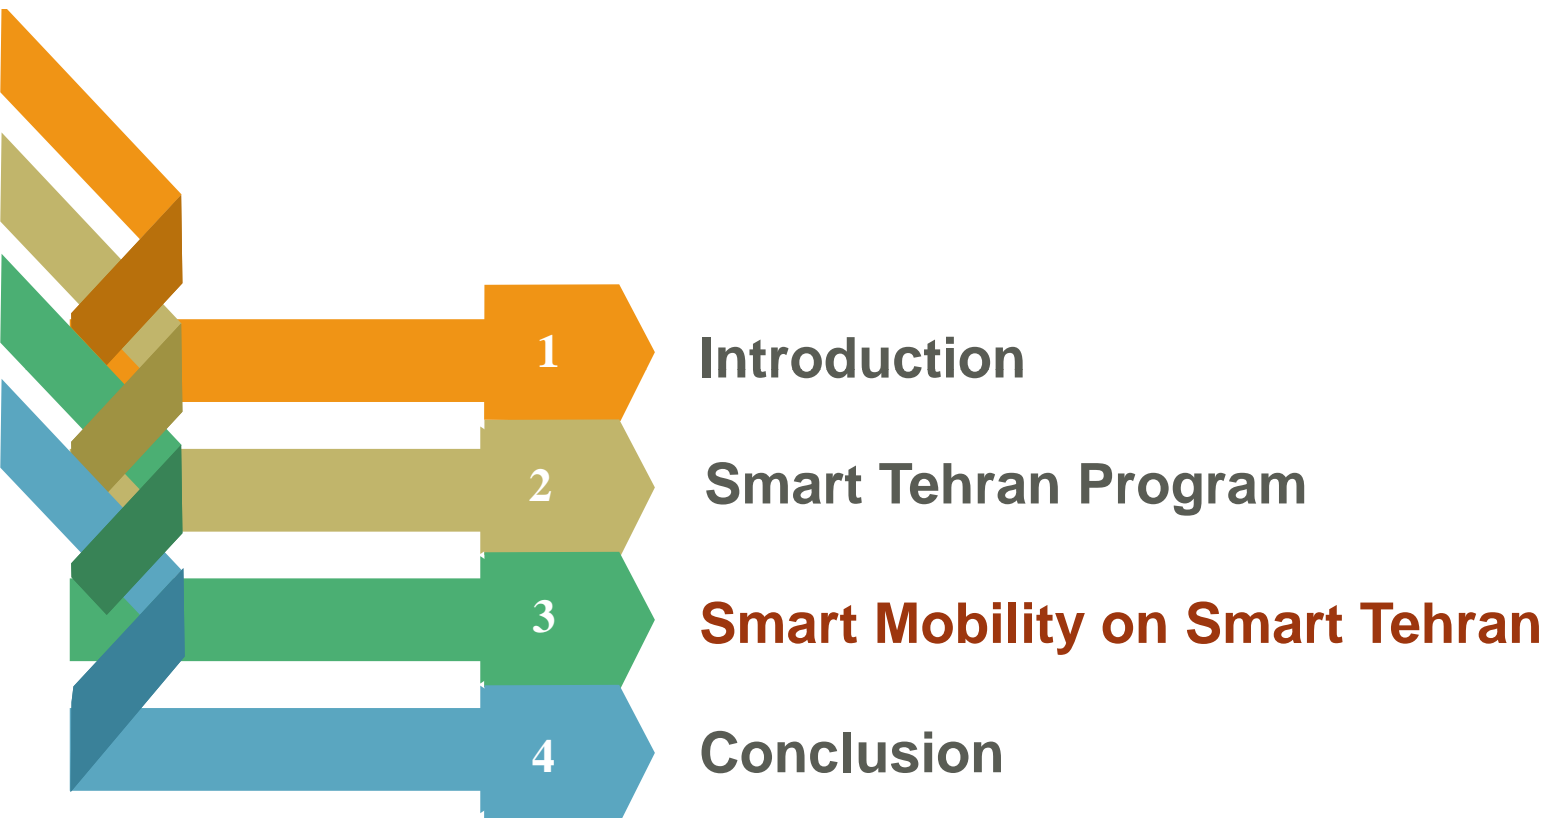 1 Introduction
2 Smart Tehran Program
3 Smart Mobility on Smart Tehran
4 Conclusion